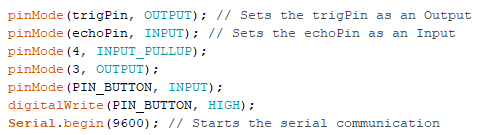 pinMode(trigPin, OUTPUT); // Sets the trigPin as an Output
pinMode(echoPin, INPUT); // Sets the echoPin as an Input
pinMode(4, INPUT_PULLUP);
pinMode(3, OUTPUT);
pinMode(PIN_BUTTON, INPUT);
digitalWrite(PIN_BUTTON, HIGH);
Serial.begin(9600); // Starts the serial communication